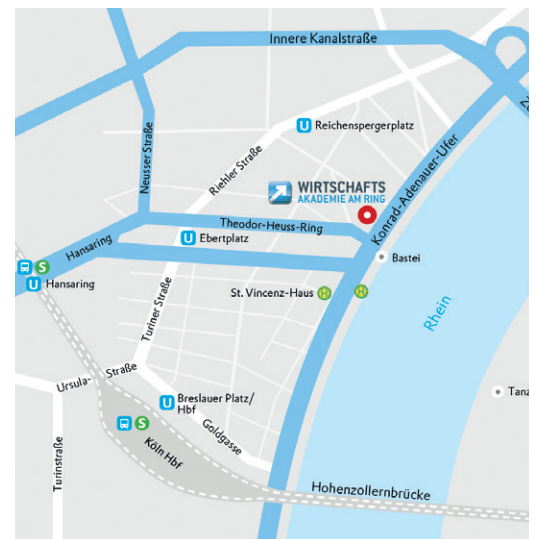 Innere Kanalstraße
U Reichenspergerplatz
Neusser Straße
Riehler Straße
Konrad-Adenauer-Ufer
WIRTSCHAFTS
AKADEMIE AM RING
Theodor-Heuss-Ring
U Ebertplatz
Hansaring
Bastei
S
U Hansaring
St. Vincenz-Haus H
H
Rhein
Turiner Straße
Ursula-
Straße
U Breslauer Platz/
Hbf
S
Goldgasse
Köln Hbf
Turinstraße
Hohenzollernbrücke